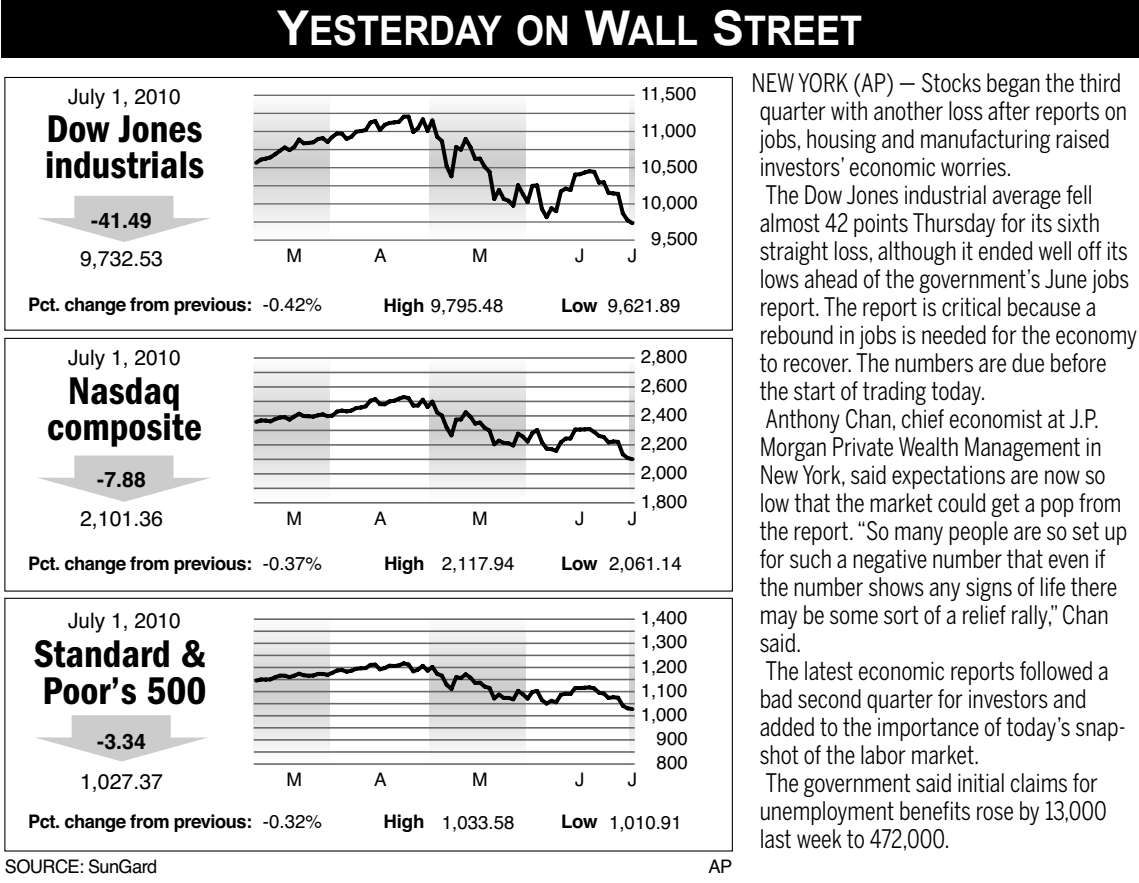 YESTERDAY ON WALL STREET
July 1, 2010
Dow Jones
industrials
-41.49
9,732.53
11,500
11,000
10,500
10,000
9,500
M A M J J
Pct. change from previous: -0.42% High 9,795.48 Low 9,621.89
July 1, 2010
Nasdaq
composite
-7.88
2,101.36
2,800
2,600
2,400
2,200
2,000
1,800
M A M J J
Pct. change from previous: -0.37% High 2,117.94 Low 2,061.14
July 1, 2010
Standard &
Poor's 500
-3.34
1,027.37
1,400
1,300
1,200
1,100
1,000
900
800
M A M J J
Pct. change from previous: -0.32% High 1,033.58 Low 1,010.91
SOURCE: SunGard AP
NEW YORK (AP) — Stocks began the third
quarter with another loss after reports on
jobs, housing and manufacturing raised
investors' economic worries.
The Dow Jones industrial average fell
almost 42 points Thursday for its sixth
straight loss, although it ended well off its
lows ahead of the government's June jobs
report. The report is critical because a
rebound in jobs is needed for the economy
to recover. The numbers are due before
the start of trading today.
Anthony Chan, chief economist at J.P.
Morgan Private Wealth Management in
New York, said expectations are now so
low that the market could get a pop from
the report. “So many people are so set up
for such a negative number that even if
the number shows any signs of life there
may be some sort of a relief rally,” Chan
said.
The latest economic reports followed a
bad second quarter for investors and
added to the importance of today's snap-
shot of the labor market.
The government said initial claims for
unemployment benefits rose by 13,000
last week to 472,000.